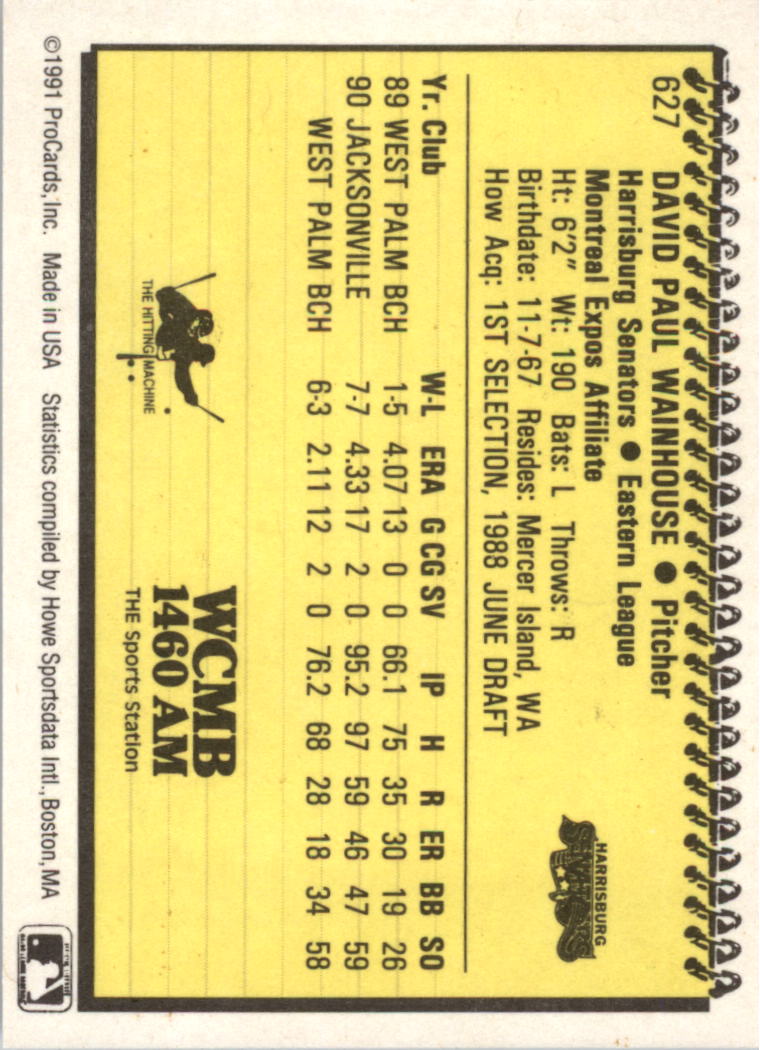 627 DAVID PAUL WAINHOUSE ● Pitcher
Harrisburg Senators ● Eastern League
Montreal Expos Affiliate
Ht: 6'2" Wt: 190 Bats: L Throws: R
Birthdate: 11-7-67 Resides: Mercer Island, WA
How Acq: 1ST SELECTION, 1988 JUNE DRAFT
HARRISBURG
SENATORS
Yr. Club W-L ERA G CG SV IP H R ER BB SO
89 WEST PALM BCH 1-5 4.07 13 0 0 66.1 75 35 30 19 26
90 JACKSONVILLE 7-7 4.33 17 2 0 95.2 97 59 46 47 59
WEST PALM BCH 6-3 2.11 12 2 0 76.2 68 28 18 34 58
THE HITTING MACHINE
WCMB
1460 AM
THE Sports Station
©1991 ProCards, Inc. Made in USA Statistics compiled by Howe Sportsdata Intl., Boston, MA